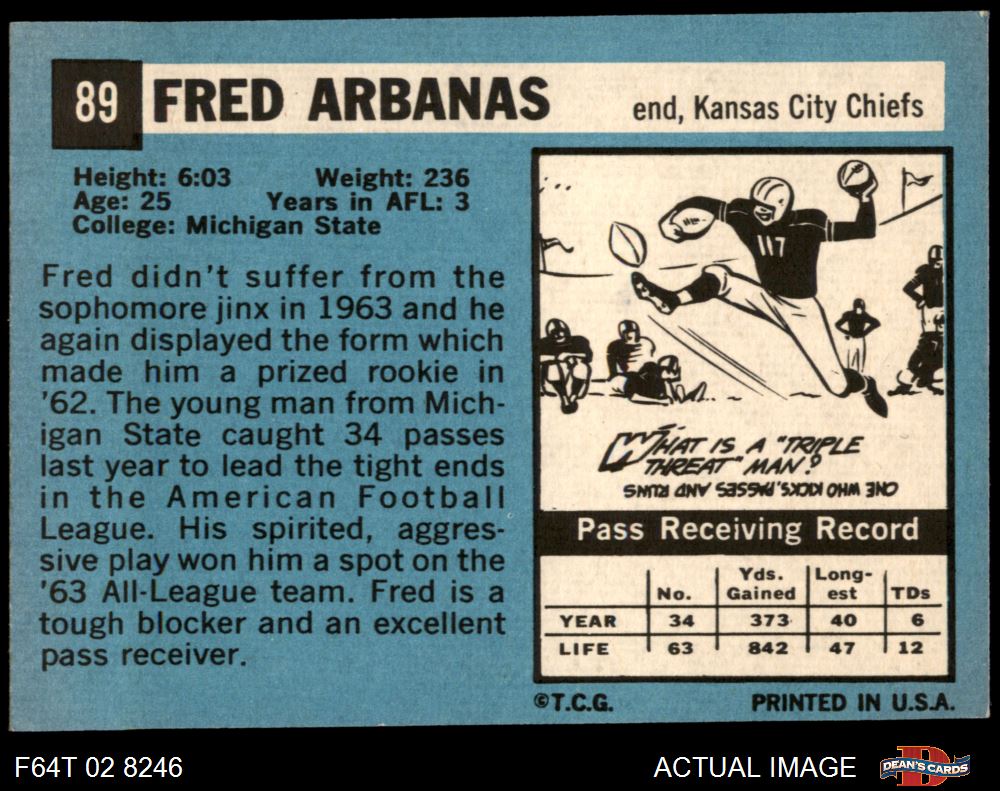 89 FRED ARBANAS end, Kansas City Chiefs
Height: 6:03 Weight: 236
Age: 25 Years in AFL: 3
College: Michigan State
Fred didn't suffer from the
sophomore jinx in 1963 and he
again displayed the form which
made him a prized rookie in
'62. The young man from Mich-
igan State caught 34 passes
last year to lead the tight ends
in the American Football
League. His spirited, aggres-
sive play won him a spot on the
'63 All-League team. Fred is a
tough blocker and an excellent
pass receiver.
117
WHAT IS A "TRIPLE
THREAT" MAN?
ONE WHO KICKS, PASSES AND RUNS
Pass Receiving Record
No. Yds. Gained Long-est TDs
YEAR 34 373 40 6
LIFE 63 842 47 12
©T.C.G. PRINTED IN U.S.A.
F64T 02 8246 ACTUAL IMAGE D DEAN'S CARDS